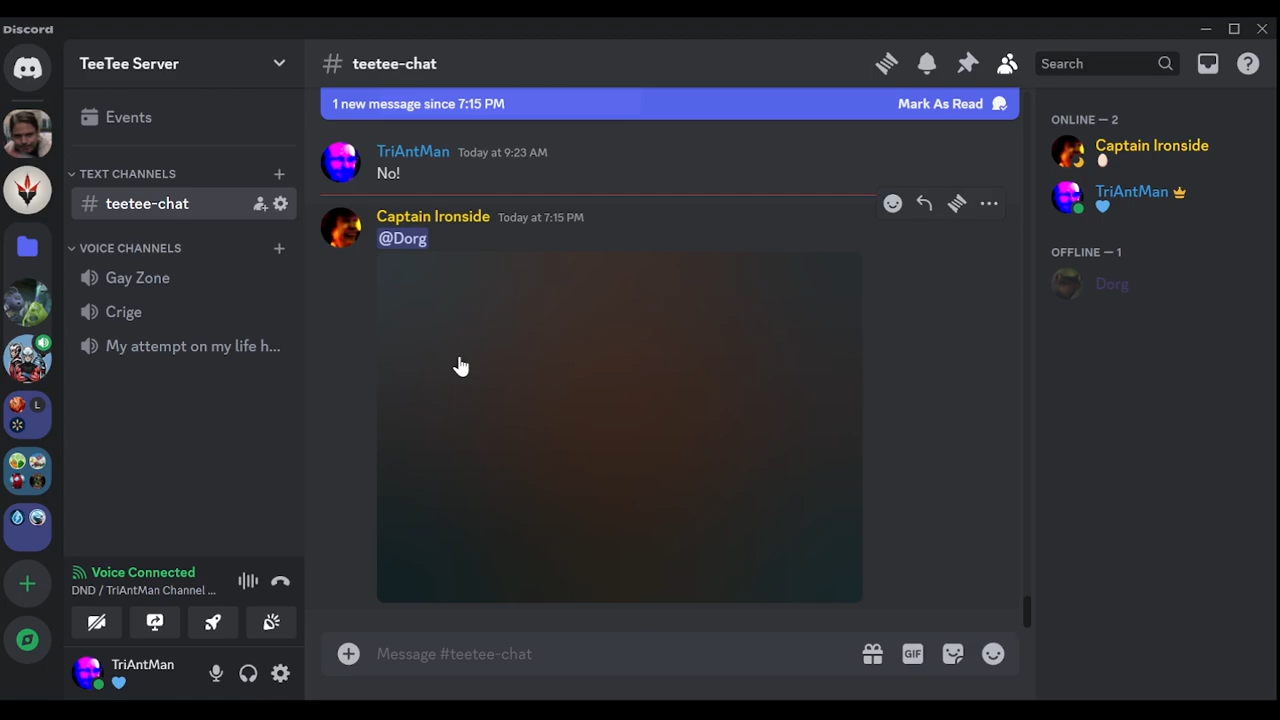 Discord
TeeTee Server
# teetee-chat
Search
Events
1 new message since 7:15 PM
Mark As Read
TEXT CHANNELS
# teetee-chat
VOICE CHANNELS
Gay Zone
Crige
My attempt on my life h...
TriAntMan Today at 9:23 AM
No!
Captain Ironside Today at 7:15 PM
@Dorg
ONLINE — 2
Captain Ironside
TriAntMan
OFFLINE — 1
Dorg
L
Voice Connected
DND / TriAntMan Channel ...
TriAntMan
Message #teetee-chat
GIF